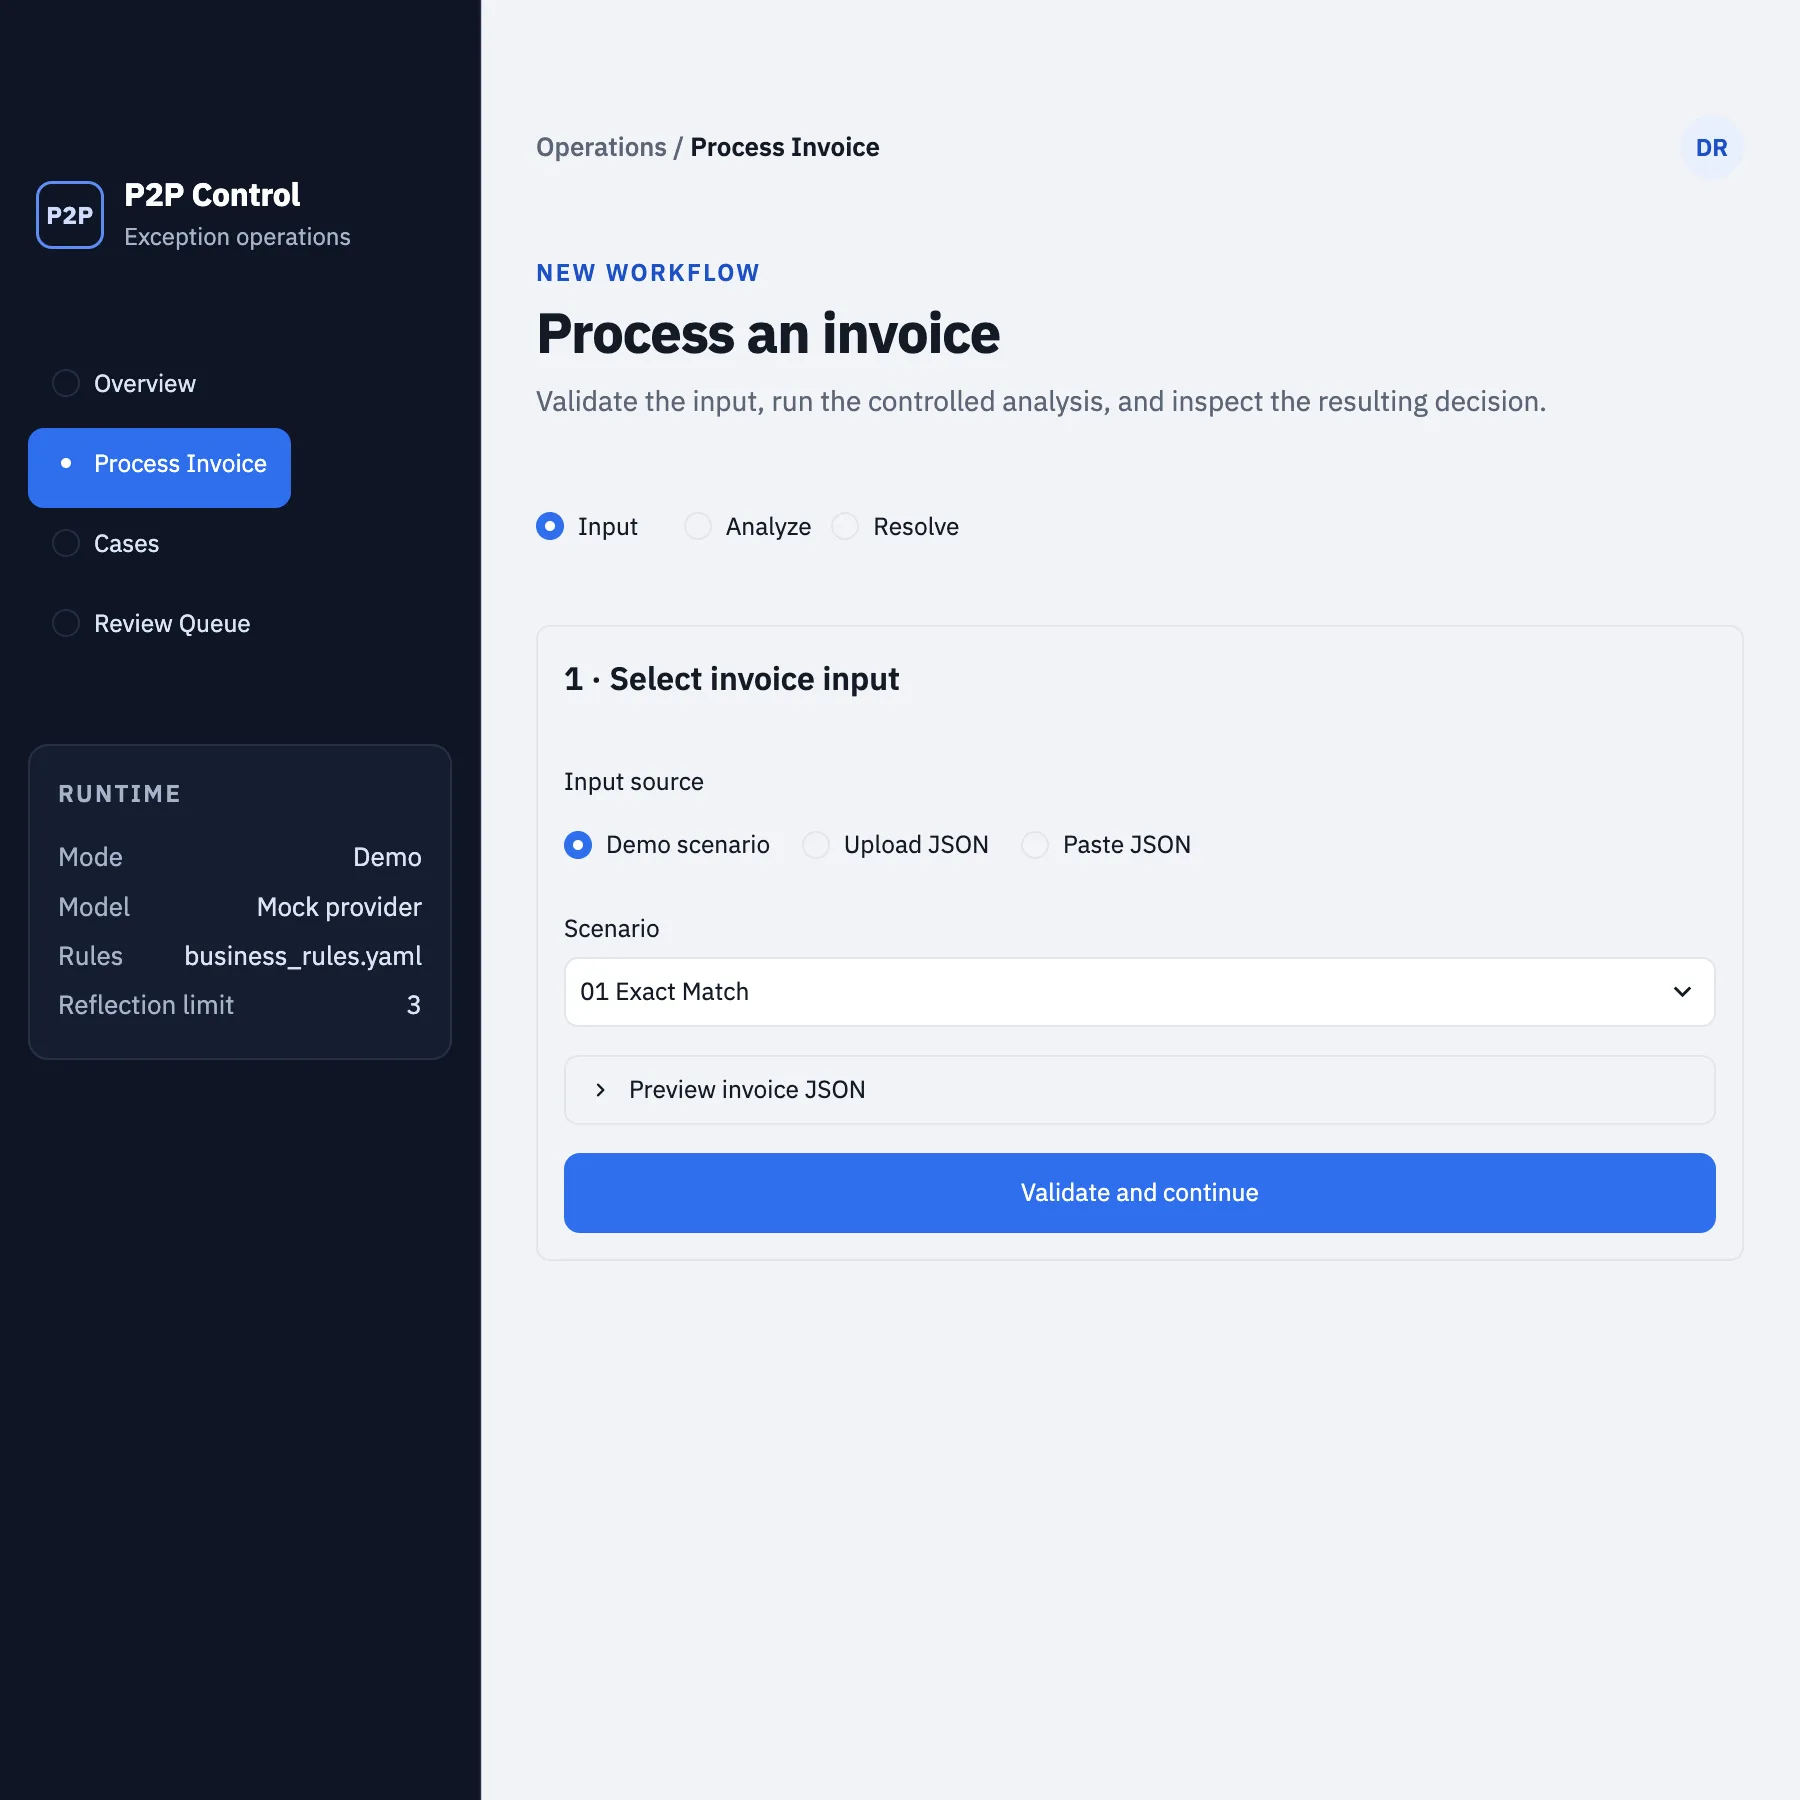 P2P
P2P Control
Exception operations
Overview
Process Invoice
Cases
Review Queue
RUNTIME
Mode Demo
Model Mock provider
Rules business_rules.yaml
Reflection limit 3
Operations / Process Invoice
DR
NEW WORKFLOW
Process an invoice
Validate the input, run the controlled analysis, and inspect the resulting decision.
Input Analyze Resolve
1 · Select invoice input
Input source
Demo scenario Upload JSON Paste JSON
Scenario
01 Exact Match
Preview invoice JSON
Validate and continue